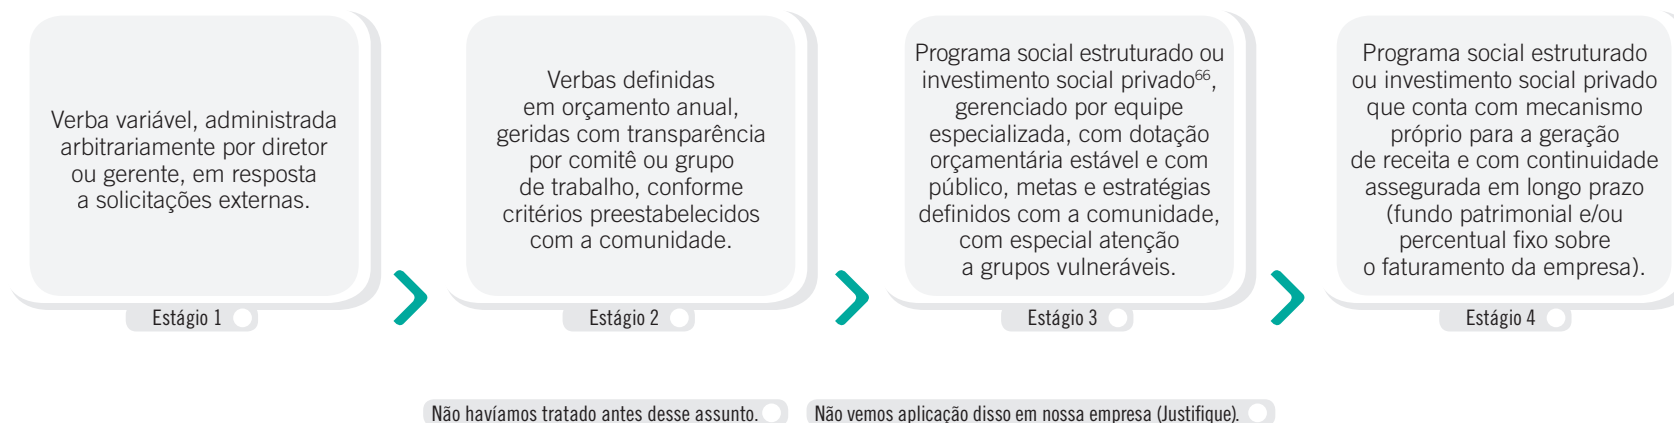 Verba variável, administrada
arbitrariamente por diretor
ou gerente, em resposta
a solicitações externas.
Estágio 1
Verbas definidas
em orçamento anual,
geridas com transparência
por comitê ou grupo
de trabalho, conforme
critérios preestabelecidos
com a comunidade.
Estágio 2
Programa social estruturado ou
investimento social privado⁶⁶,
gerenciado por equipe
especializada, com dotação
orçamentária estável e com
público, metas e estratégias
definidos com a comunidade,
com especial atenção
a grupos vulneráveis.
Estágio 3
Programa social estruturado
ou investimento social privado
que conta com mecanismo
próprio para a geração
de receita e com continuidade
assegurada em longo prazo
(fundo patrimonial e/ou
percentual fixo sobre
o faturamento da empresa).
Estágio 4
Não havíamos tratado antes desse assunto.
Não vemos aplicação disso em nossa empresa (Justifique).